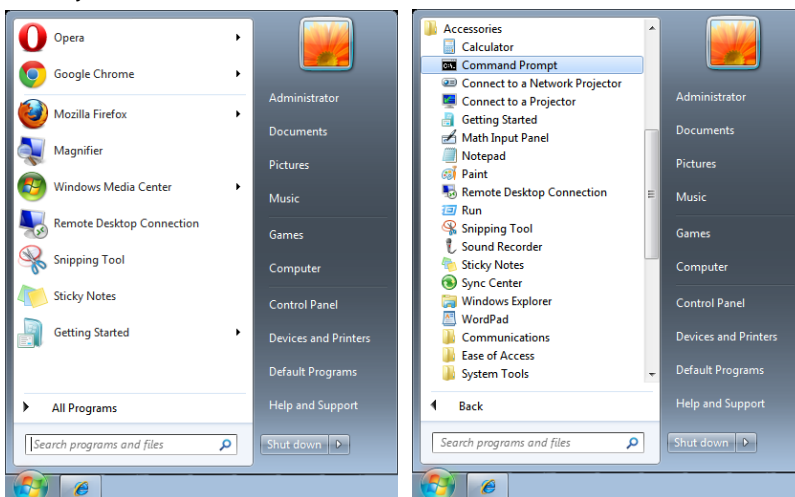 Opera
Google Chrome
Mozilla Firefox
Magnifier
Windows Media Center
Remote Desktop Connection
Snipping Tool
Sticky Notes
Getting Started
All Programs
Search programs and files
Administrator
Documents
Pictures
Music
Games
Computer
Control Panel
Devices and Printers
Default Programs
Help and Support
Shut down
Accessories
Calculator
Command Prompt
Connect to a Network Projector
Connect to a Projector
Getting Started
Math Input Panel
Notepad
Paint
Remote Desktop Connection
Run
Snipping Tool
Sound Recorder
Sticky Notes
Sync Center
Windows Explorer
WordPad
Communications
Ease of Access
System Tools
Back
Search programs and files
Administrator
Documents
Pictures
Music
Games
Computer
Control Panel
Devices and Printers
Default Programs
Help and Support
Shut down